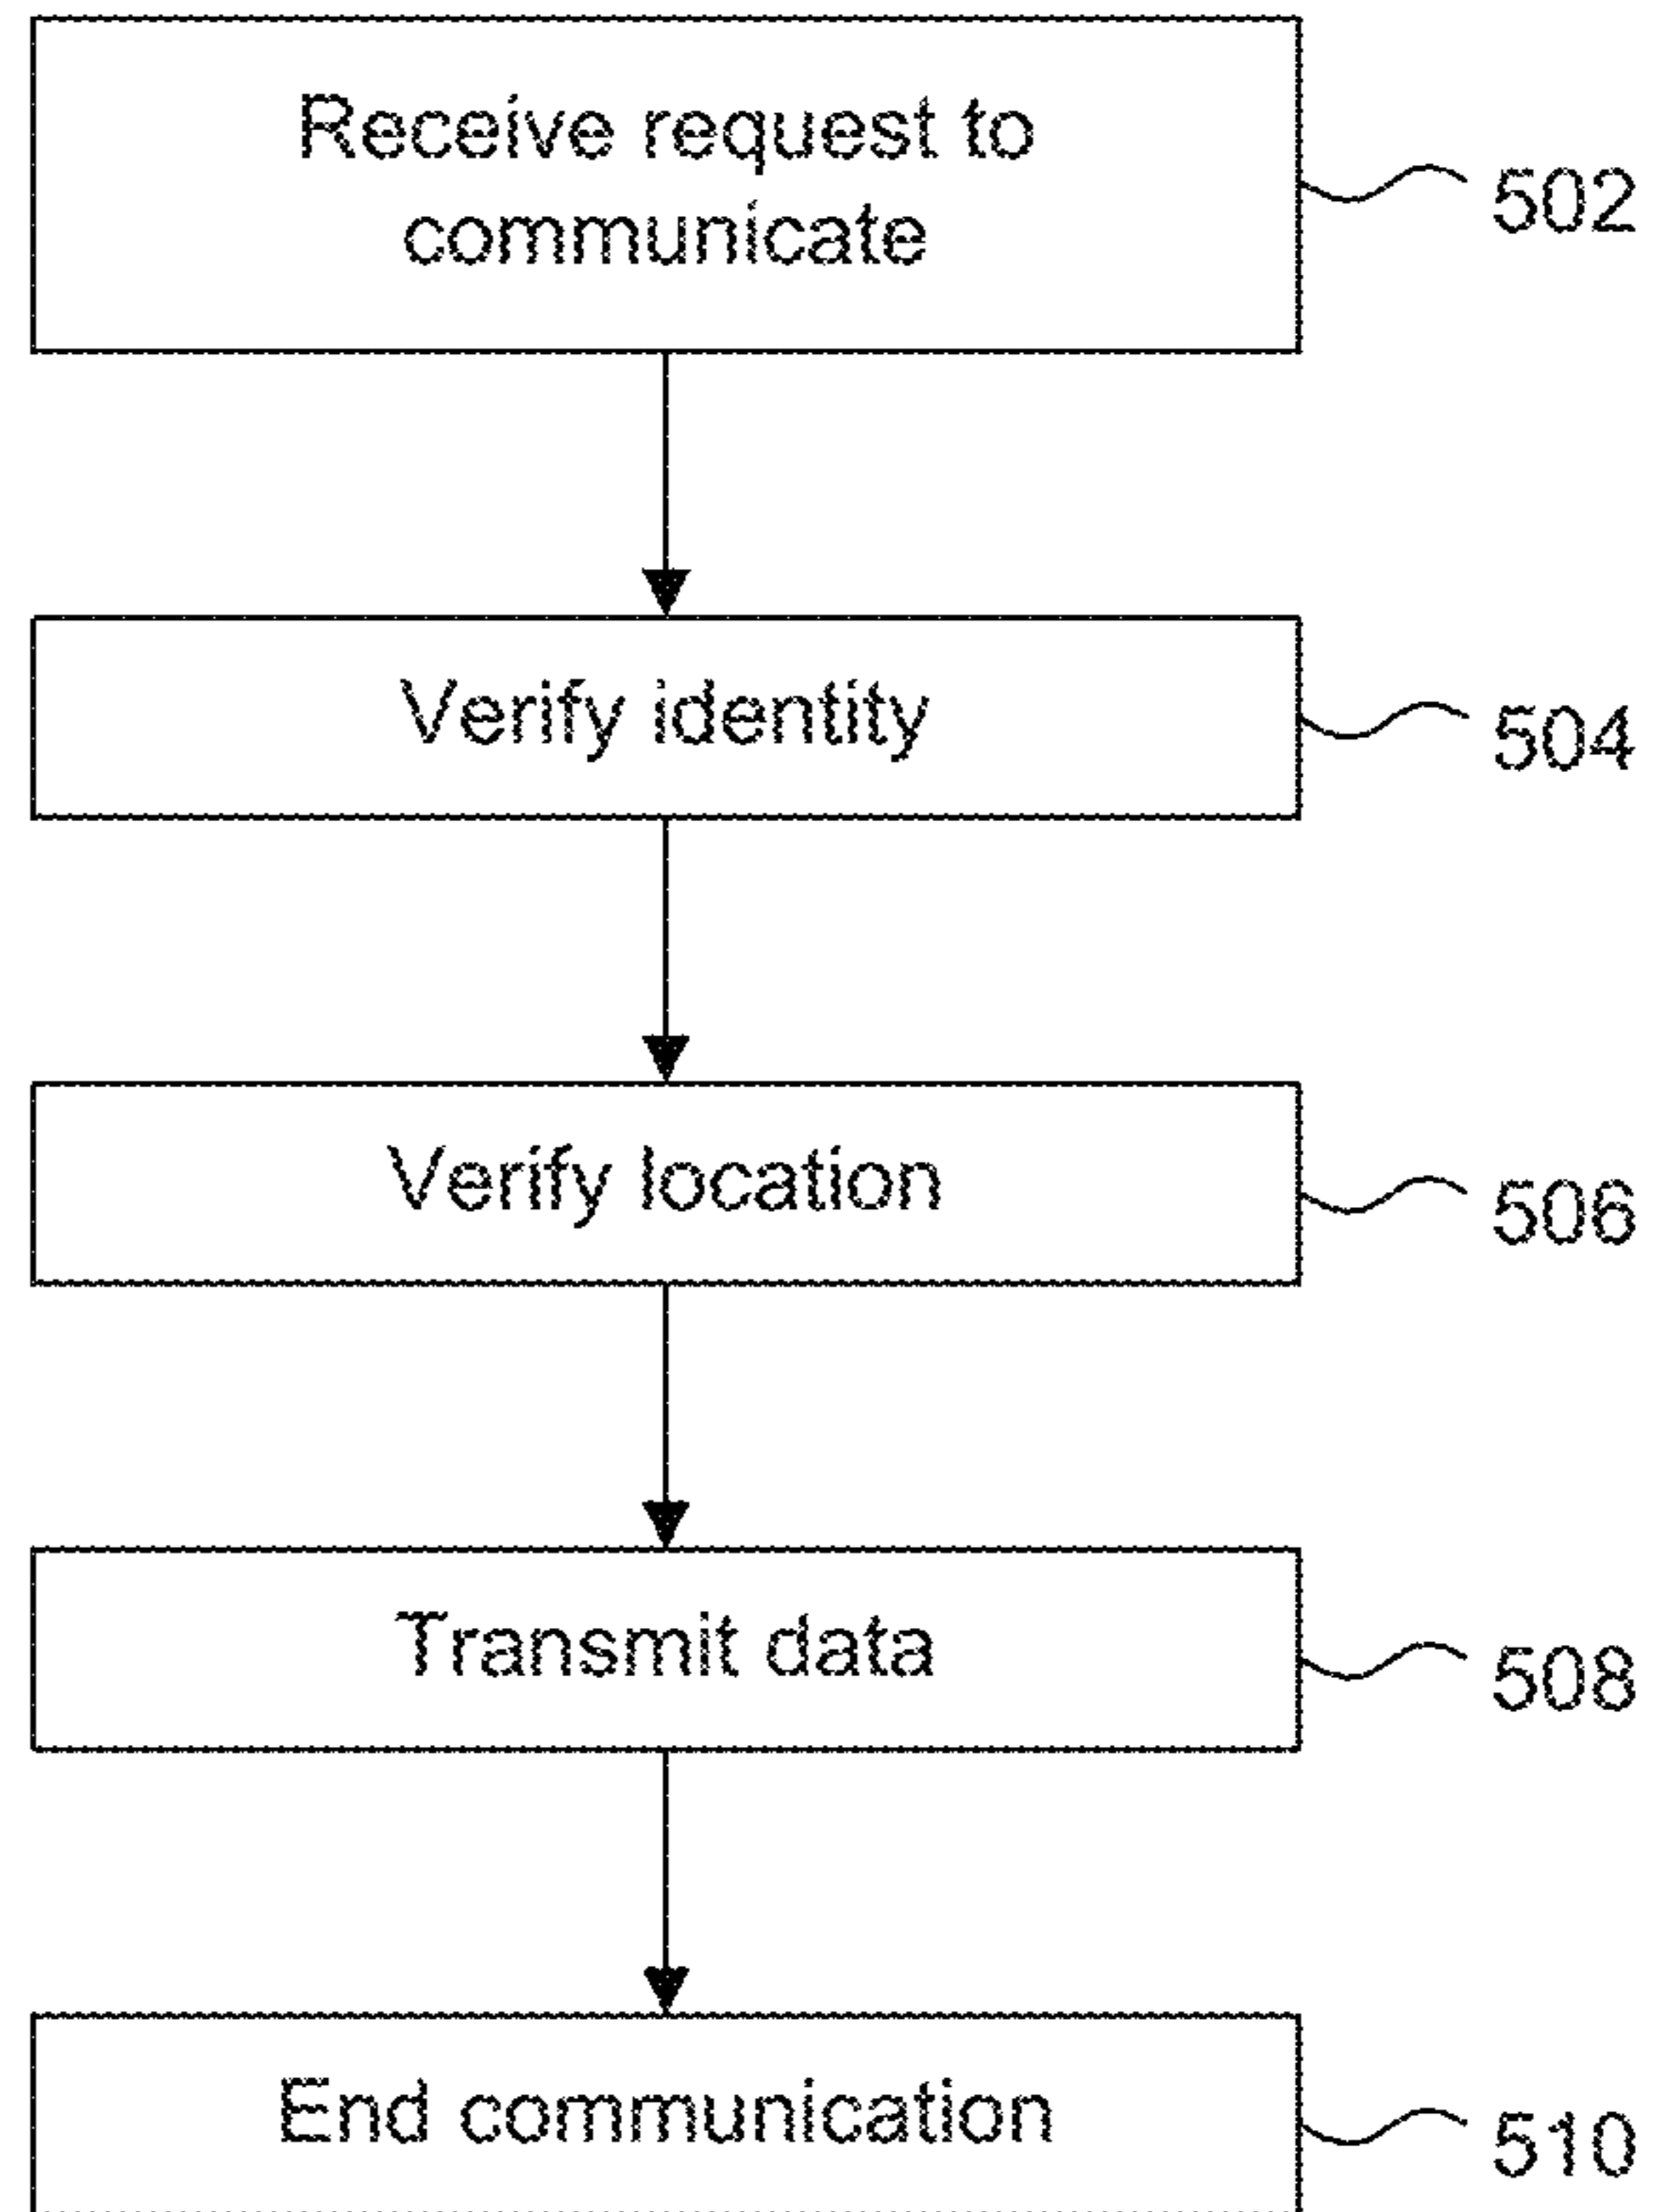 Receive request to
communicate
502
Verify identity
504
Verify location
506
Transmit data
508
End communication
510